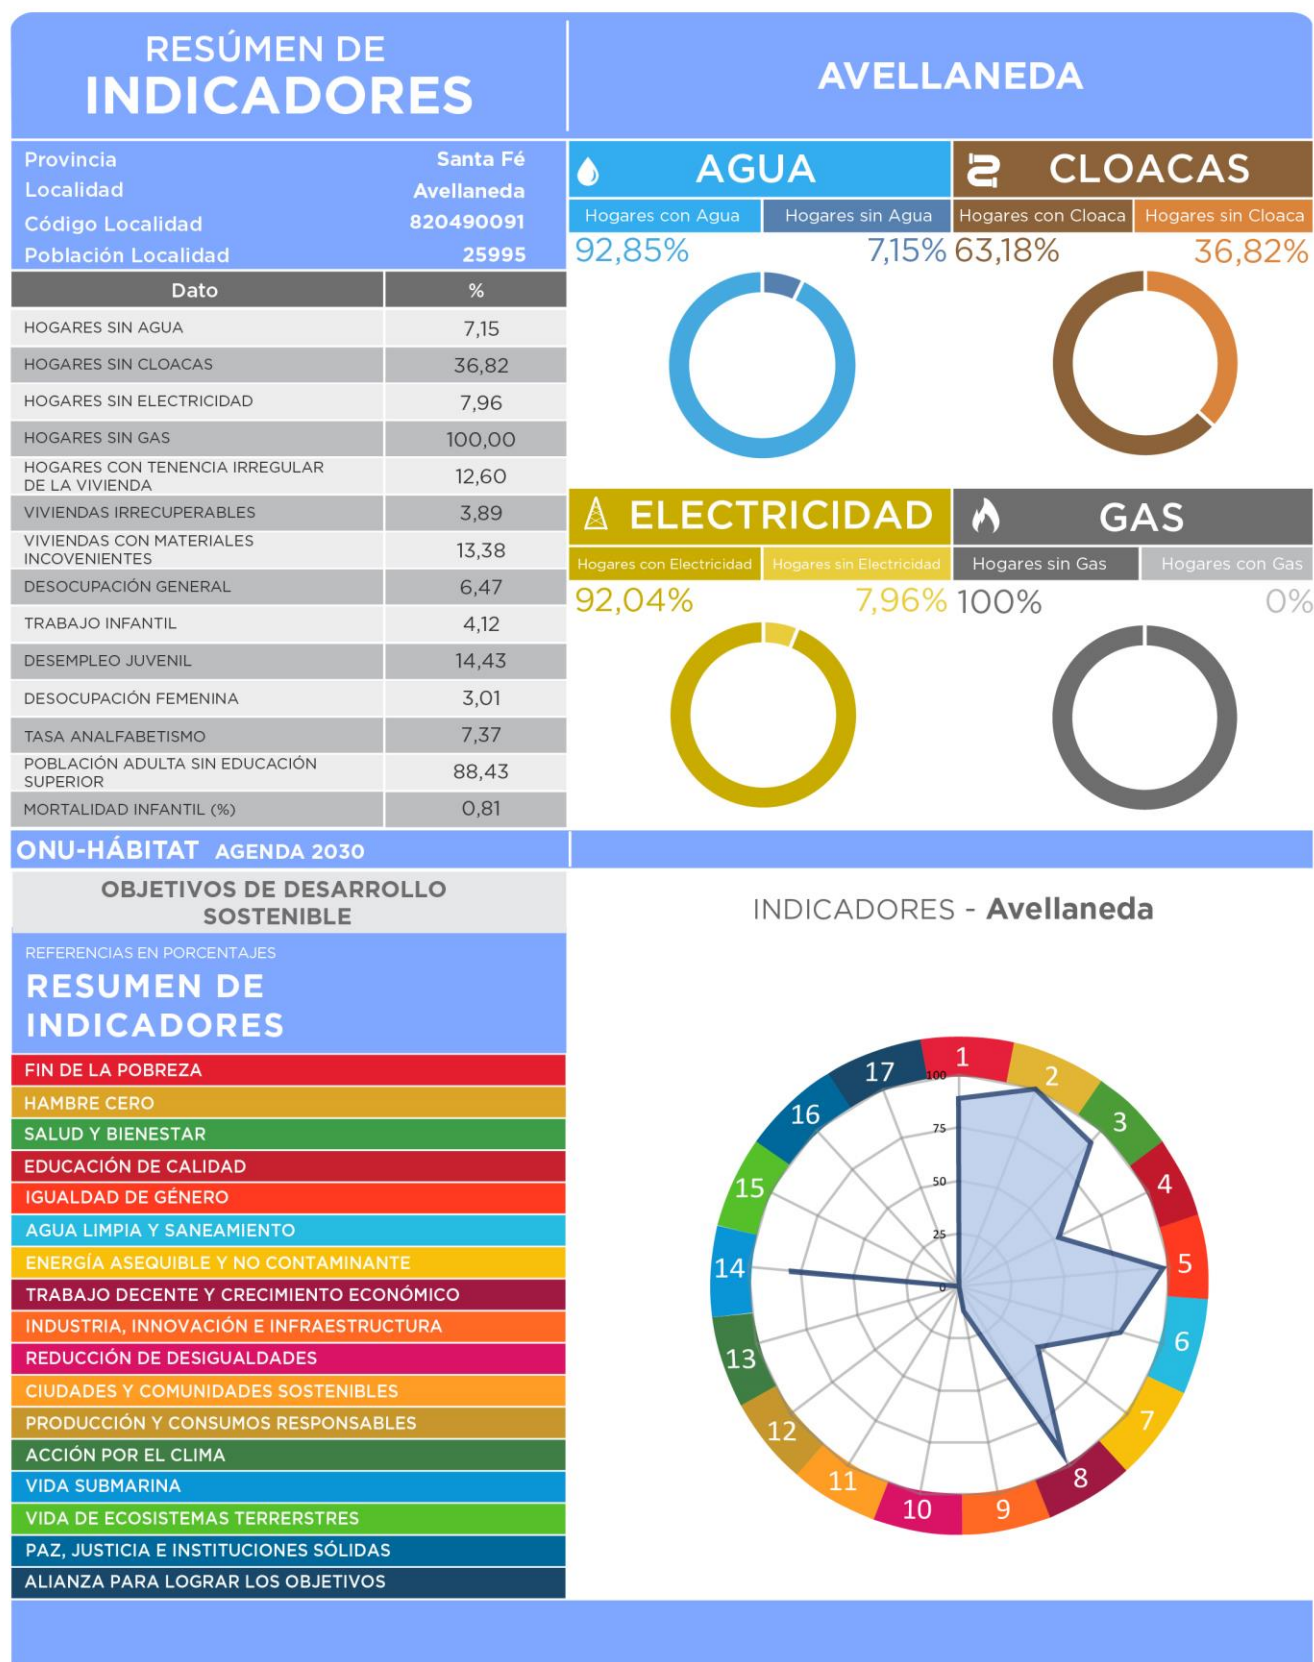 RESÚMEN DE
INDICADORES
AVELLANEDA
Provincia Santa Fé
Localidad Avellaneda
Código Localidad 820490091
Población Localidad 25995
Dato %
HOGARES SIN AGUA 7,15
HOGARES SIN CLOACAS 36,82
HOGARES SIN ELECTRICIDAD 7,96
HOGARES SIN GAS 100,00
HOGARES CON TENENCIA IRREGULAR
DE LA VIVIENDA 12,60
VIVIENDAS IRRECUPERABLES 3,89
VIVIENDAS CON MATERIALES
INCOVENIENTES 13,38
DESOCUPACIÓN GENERAL 6,47
TRABAJO INFANTIL 4,12
DESEMPLEO JUVENIL 14,43
DESOCUPACIÓN FEMENINA 3,01
TASA ANALFABETISMO 7,37
POBLACIÓN ADULTA SIN EDUCACIÓN
SUPERIOR 88,43
MORTALIDAD INFANTIL (%) 0,81
AGUA
Hogares con Agua Hogares sin Agua
92,85% 7,15%
CLOACAS
Hogares con Cloaca Hogares sin Cloaca
63,18% 36,82%
ELECTRICIDAD
Hogares con Electricidad Hogares sin Electricidad
92,04% 7,96%
GAS
Hogares sin Gas Hogares con Gas
100% 0%
ONU-HÁBITAT AGENDA 2030
OBJETIVOS DE DESARROLLO
SOSTENIBLE
REFERENCIAS EN PORCENTAJES
RESUMEN DE
INDICADORES
FIN DE LA POBREZA
HAMBRE CERO
SALUD Y BIENESTAR
EDUCACIÓN DE CALIDAD
IGUALDAD DE GÉNERO
AGUA LIMPIA Y SANEAMIENTO
ENERGÍA ASEQUIBLE Y NO CONTAMINANTE
TRABAJO DECENTE Y CRECIMIENTO ECONÓMICO
INDUSTRIA, INNOVACIÓN E INFRAESTRUCTURA
REDUCCIÓN DE DESIGUALDADES
CIUDADES Y COMUNIDADES SOSTENIBLES
PRODUCCIÓN Y CONSUMOS RESPONSABLES
ACCIÓN POR EL CLIMA
VIDA SUBMARINA
VIDA DE ECOSISTEMAS TERRERSTRES
PAZ, JUSTICIA E INSTITUCIONES SÓLIDAS
ALIANZA PARA LOGRAR LOS OBJETIVOS
INDICADORES - Avellaneda
1
2
3
4
5
6
7
8
9
10
11
12
13
14
15
16
17
100
75
50
25
0